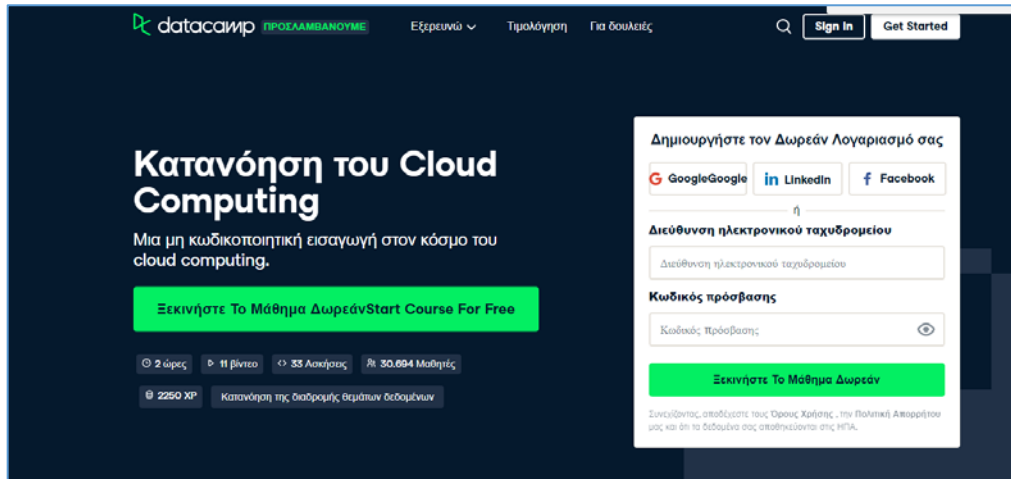 datacamp ΠΡΟΣΛΑΜΒΑΝΟΥΜΕ Εξερευνώ Τιμολόγηση Για δουλειές Sign In Get Started
Κατανόηση του Cloud
Computing
Μια μη κωδικοποιητική εισαγωγή στον κόσμο του
cloud computing.
Ξεκινήστε Το Μάθημα ΔωρεάνStart Course For Free
2 ώρες 11 βίντεο 33 Ασκήσεις 30.694 Μαθητές
2250 XP Κατανόηση της διαδρομής θεμάτων δεδομένων
Δημιουργήστε τον Δωρεάν Λογαριασμό σας
GoogleGoogle LinkedIn Facebook
ή
Διεύθυνση ηλεκτρονικού ταχυδρομείου
Διεύθυνση ηλεκτρονικού ταχυδρομείου
Κωδικός πρόσβασης
Κωδικός πρόσβασης
Ξεκινήστε Το Μάθημα Δωρεάν
Συνεχίζοντας, αποδέχεστε τους Όρους Χρήσης , την Πολιτική Απορρήτου
μας και ότι τα δεδομένα σας αποθηκεύονται στις ΗΠΑ.